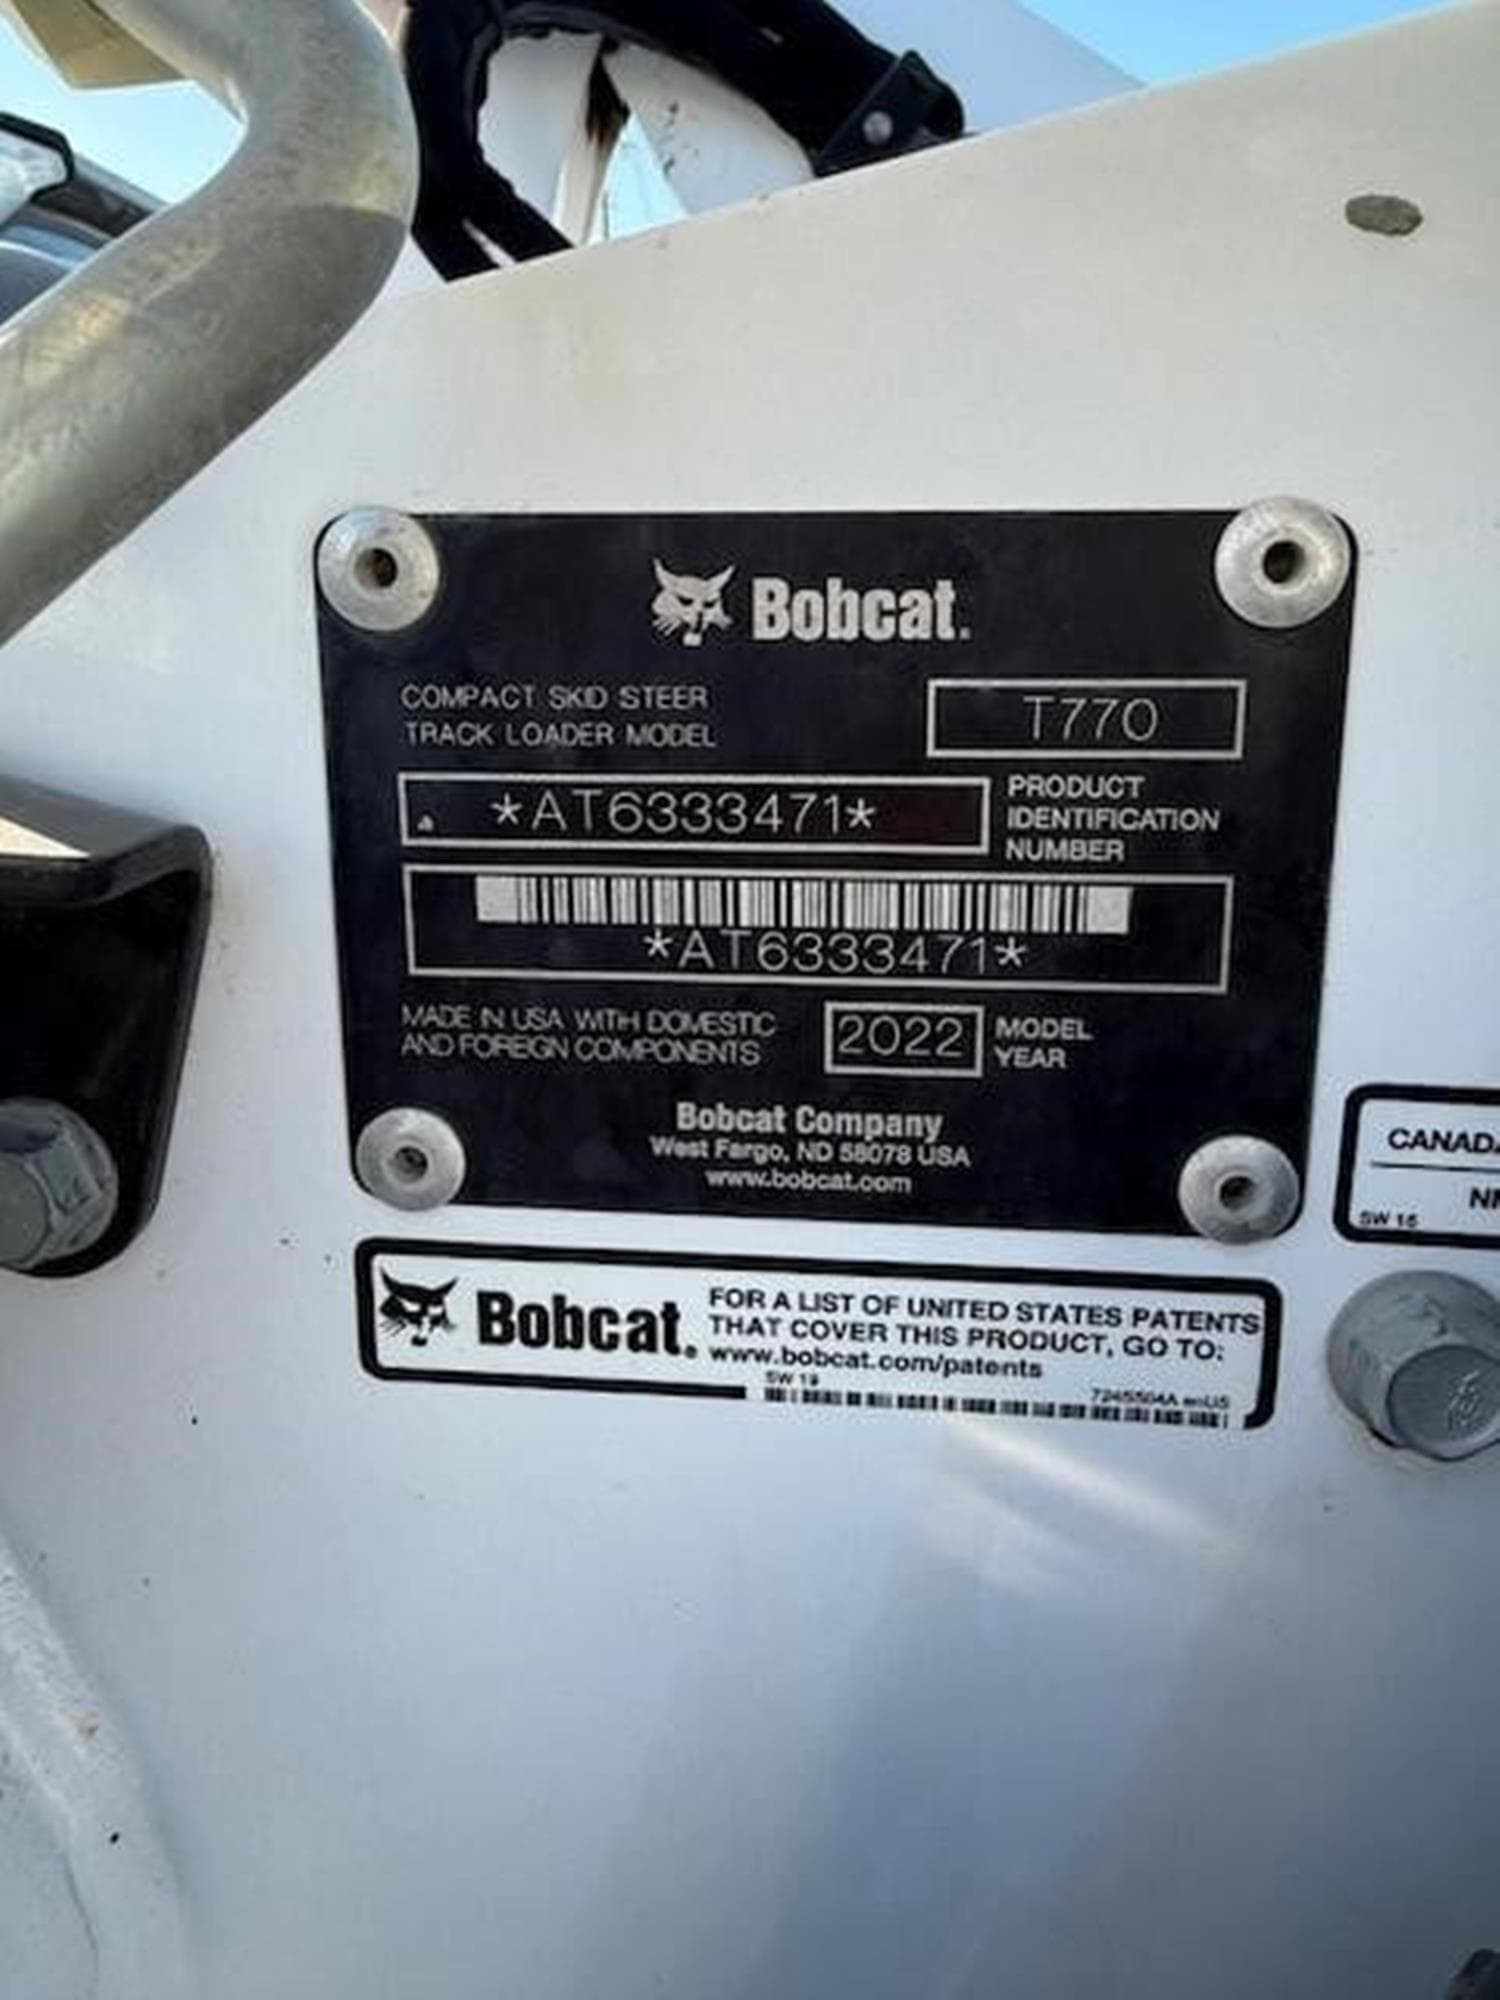 Bobcat.
COMPACT SKID STEER
TRACK LOADER MODEL
T770
*AT6333471*
PRODUCT
IDENTIFICATION
NUMBER
*AT6333471*
MADE IN USA WITH DOMESTIC
AND FOREIGN COMPONENTS
2022
MODEL
YEAR
Bobcat Company
West Fargo, ND 58078 USA
www.bobcat.com
CANADA
SW 16
Bobcat.
FOR A LIST OF UNITED STATES PATENTS
THAT COVER THIS PRODUCT, GO TO:
www.bobcat.com/patents
SW 19
7245504A enUS